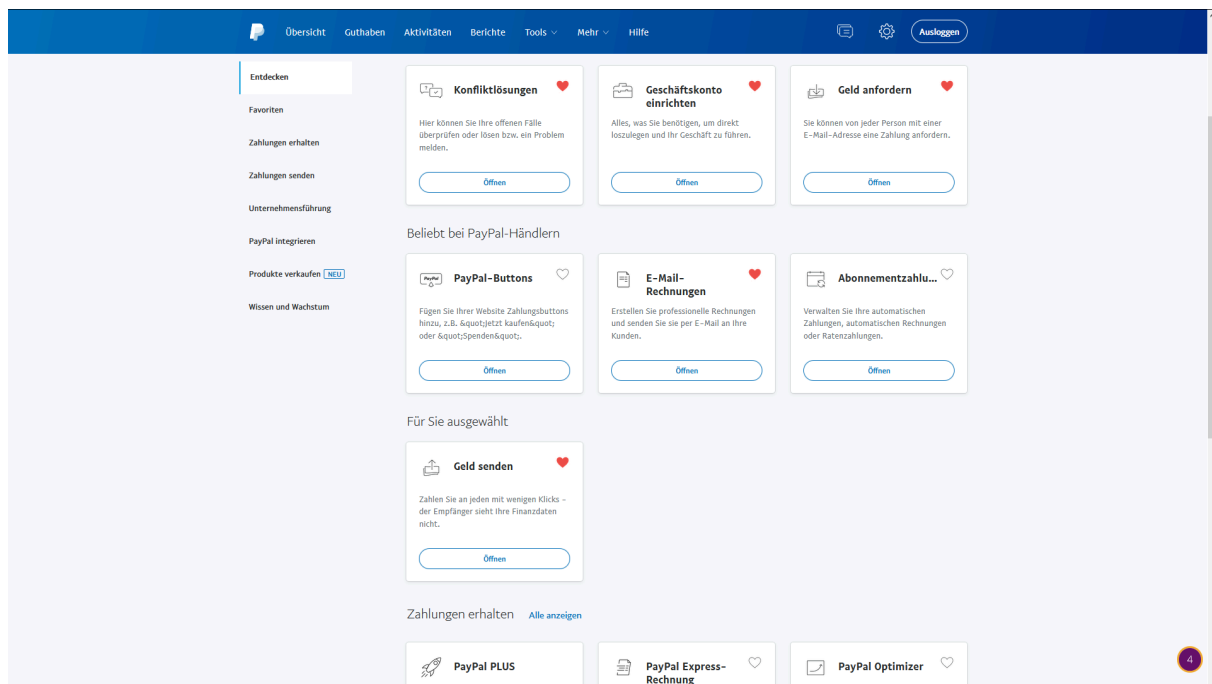 Übersicht Guthaben Aktivitäten Berichte Tools Mehr Hilfe Ausloggen
Entdecken
Favoriten
Zahlungen erhalten
Zahlungen senden
Unternehmensführung
PayPal integrieren
Produkte verkaufen NEU
Wissen und Wachstum
Konfliktlösungen
Hier können Sie Ihre offenen Fälle
überprüfen oder lösen bzw. ein Problem
melden.
Öffnen
Geschäftskonto
einrichten
Alles, was Sie benötigen, um direkt
loszulegen und Ihr Geschäft zu führen.
Öffnen
Geld anfordern
Sie können von jeder Person mit einer
E-Mail-Adresse eine Zahlung anfordern.
Öffnen
Beliebt bei PayPal-Händlern
PayPal
PayPal-Buttons
Fügen Sie Ihrer Website Zahlungsbuttons
hinzu, z.B. &quot;Jetzt kaufen&quot;
oder &quot;Spenden&quot;.
Öffnen
E-Mail-
Rechnungen
Erstellen Sie professionelle Rechnungen
und senden Sie sie per E-Mail an Ihre
Kunden.
Öffnen
Abonnementzahlu...
Verwalten Sie Ihre automatischen
Zahlungen, automatischen Rechnungen
oder Ratenzahlungen.
Öffnen
Für Sie ausgewählt
Geld senden
Zahlen Sie an jeden mit wenigen Klicks –
der Empfänger sieht Ihre Finanzdaten
nicht.
Öffnen
Zahlungen erhalten Alle anzeigen
PayPal PLUS
PayPal Express-
Rechnung
PayPal Optimizer
4